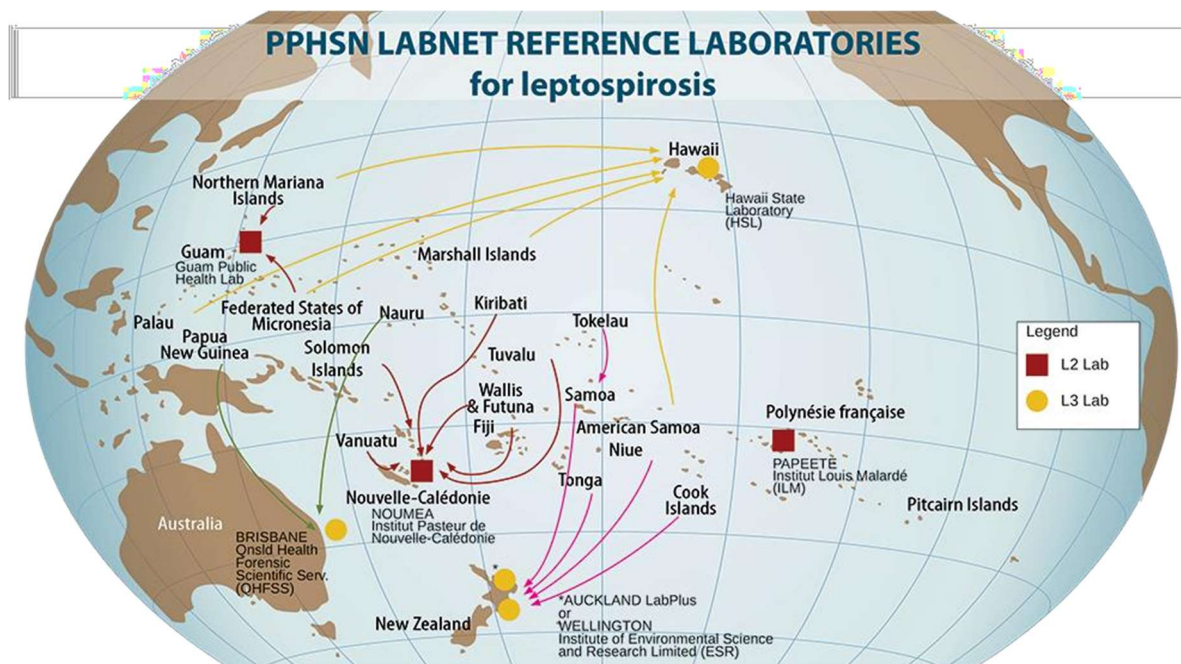 PPHSN LABNET REFERENCE LABORATORIES
for leptospirosis
Hawaii
Hawaii State
Laboratory
(HSL)
Northern Mariana
Islands
Guam
Guam Public
Health Lab
Marshall Islands
Federated States of
Micronesia
Palau
Papua
New Guinea
Nauru
Kiribati
Solomon
Islands
Tuvalu
Tokelau
Wallis
& Futuna
Fiji
Samoa
American Samoa
Niue
Vanuatu
Tonga
Cook
Islands
Nouvelle-Calédonie
NOUMEA
Institut Pasteur de
Nouvelle-Calédonie
Polynésie française
PAPEETE
Institut Louis Malardé
(ILM)
Pitcairn Islands
Legend
L2 Lab
L3 Lab
Australia
BRISBANE
Qnsld Health
Forensic
Scientific Serv.
(QHFSS)
New Zealand
*
*AUCKLAND LabPlus
or
*WELLINGTON
Institute of Environmental Science
and Research Limited (ESR)